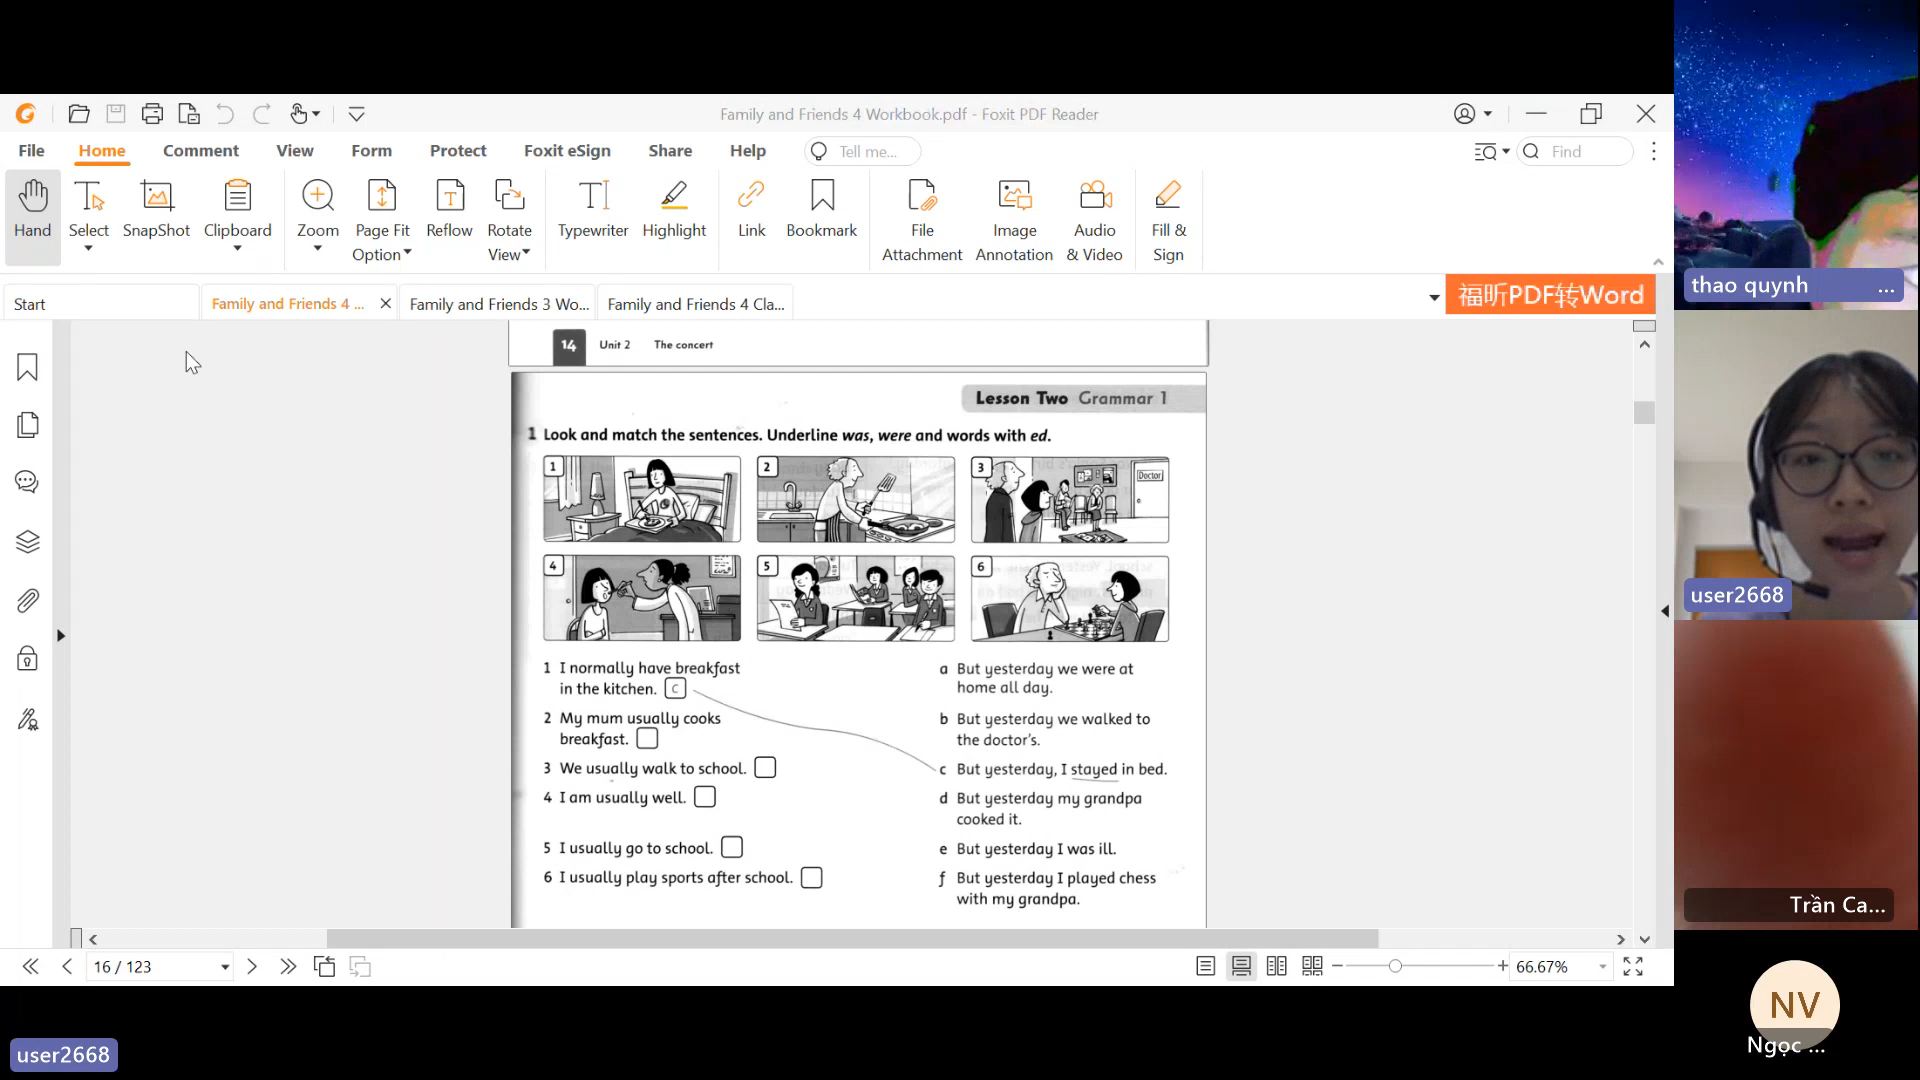 Family and Friends 4 Workbook.pdf - Foxit PDF Reader
File Home Comment View Form Protect Foxit eSign Share Help Tell me... Find
Hand Select SnapShot Clipboard Zoom Page Fit Option Reflow Rotate View Typewriter Highlight Link Bookmark File Attachment Image Annotation Audio & Video Fill & Sign
Start Family and Friends 4 ... Family and Friends 3 Wo... Family and Friends 4 Cla... 福昕PDF转Word
14 Unit 2 The concert
Lesson Two Grammar 1
1 Look and match the sentences. Underline was, were and words with ed.
1 2 3 Doctor
4 5 6
1 I normally have breakfast
in the kitchen. c
2 My mum usually cooks
breakfast.
3 We usually walk to school.
4 I am usually well.
5 I usually go to school.
6 I usually play sports after school.
a But yesterday we were at
home all day.
b But yesterday we walked to
the doctor's.
c But yesterday, I stayed in bed.
d But yesterday my grandpa
cooked it.
e But yesterday I was ill.
f But yesterday I played chess
with my grandpa.
16 / 123 66.67%
thao quynh ...
user2668
Trần Ca...
NV
Ngọc ...
user2668